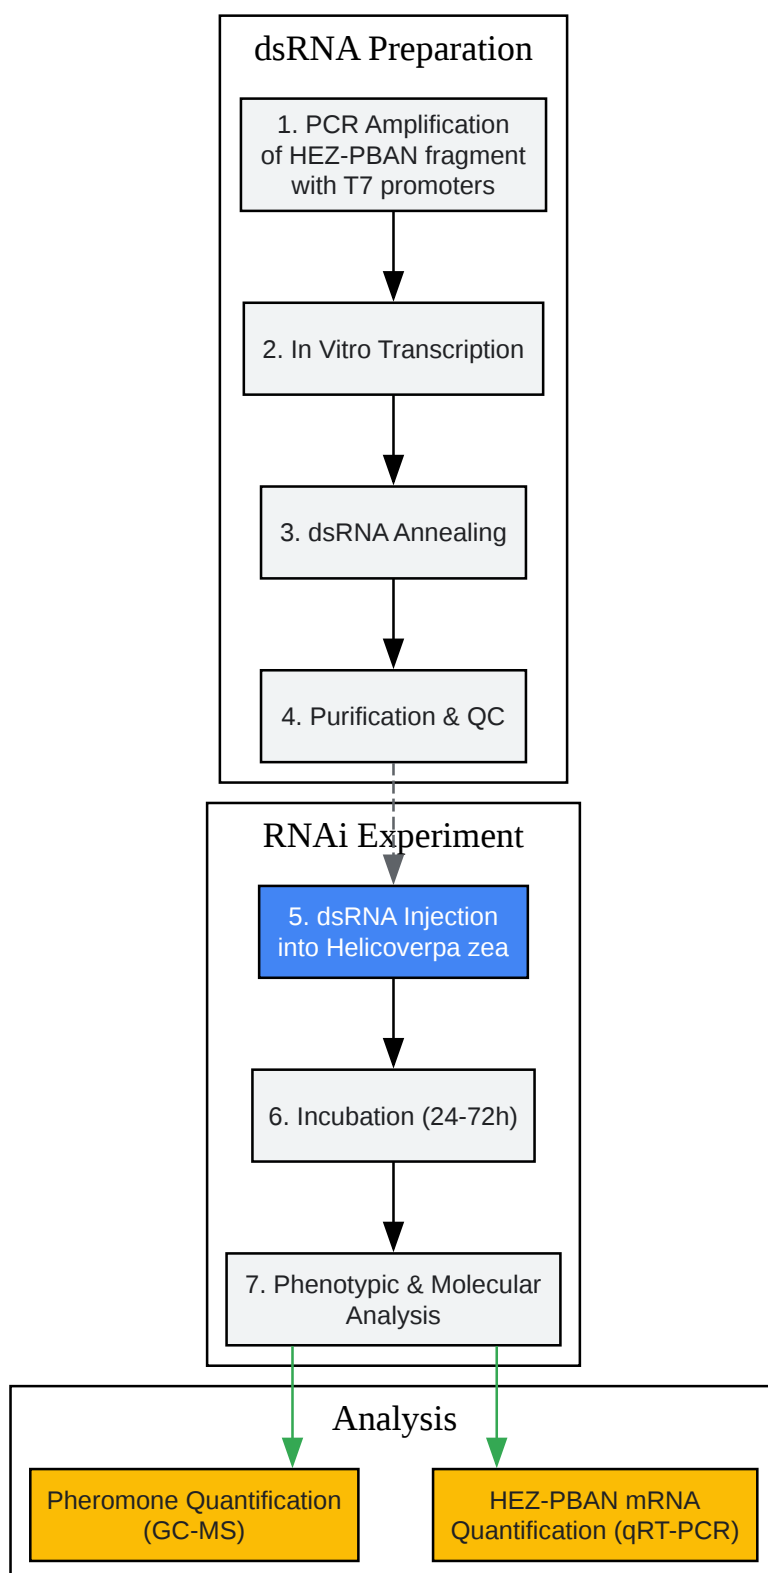 dsRNA Preparation
1. PCR Amplification
of HEZ-PBAN fragment
with T7 promoters
2. In Vitro Transcription
3. dsRNA Annealing
4. Purification & QC
RNAi Experiment
5. dsRNA Injection
into Helicoverpa zea
6. Incubation (24-72h)
7. Phenotypic & Molecular
Analysis
Analysis
Pheromone Quantification
(GC-MS)
HEZ-PBAN mRNA
Quantification (qRT-PCR)